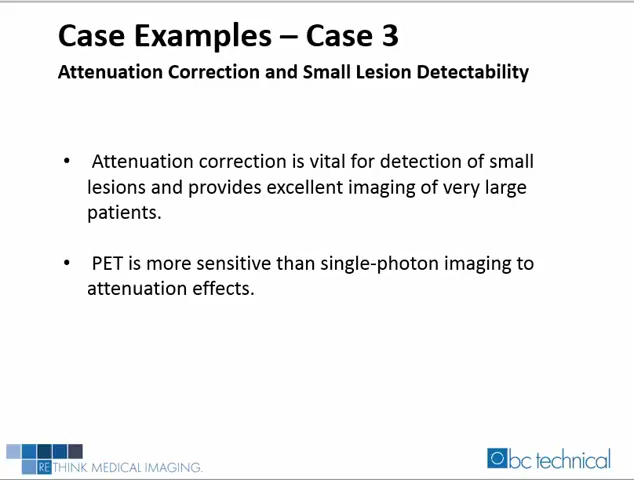 Case Examples – Case 3
Attenuation Correction and Small Lesion Detectability
• Attenuation correction is vital for detection of small
lesions and provides excellent imaging of very large
patients.
• PET is more sensitive than single-photon imaging to
attenuation effects.
RETHINK MEDICAL IMAGING.
bc technical